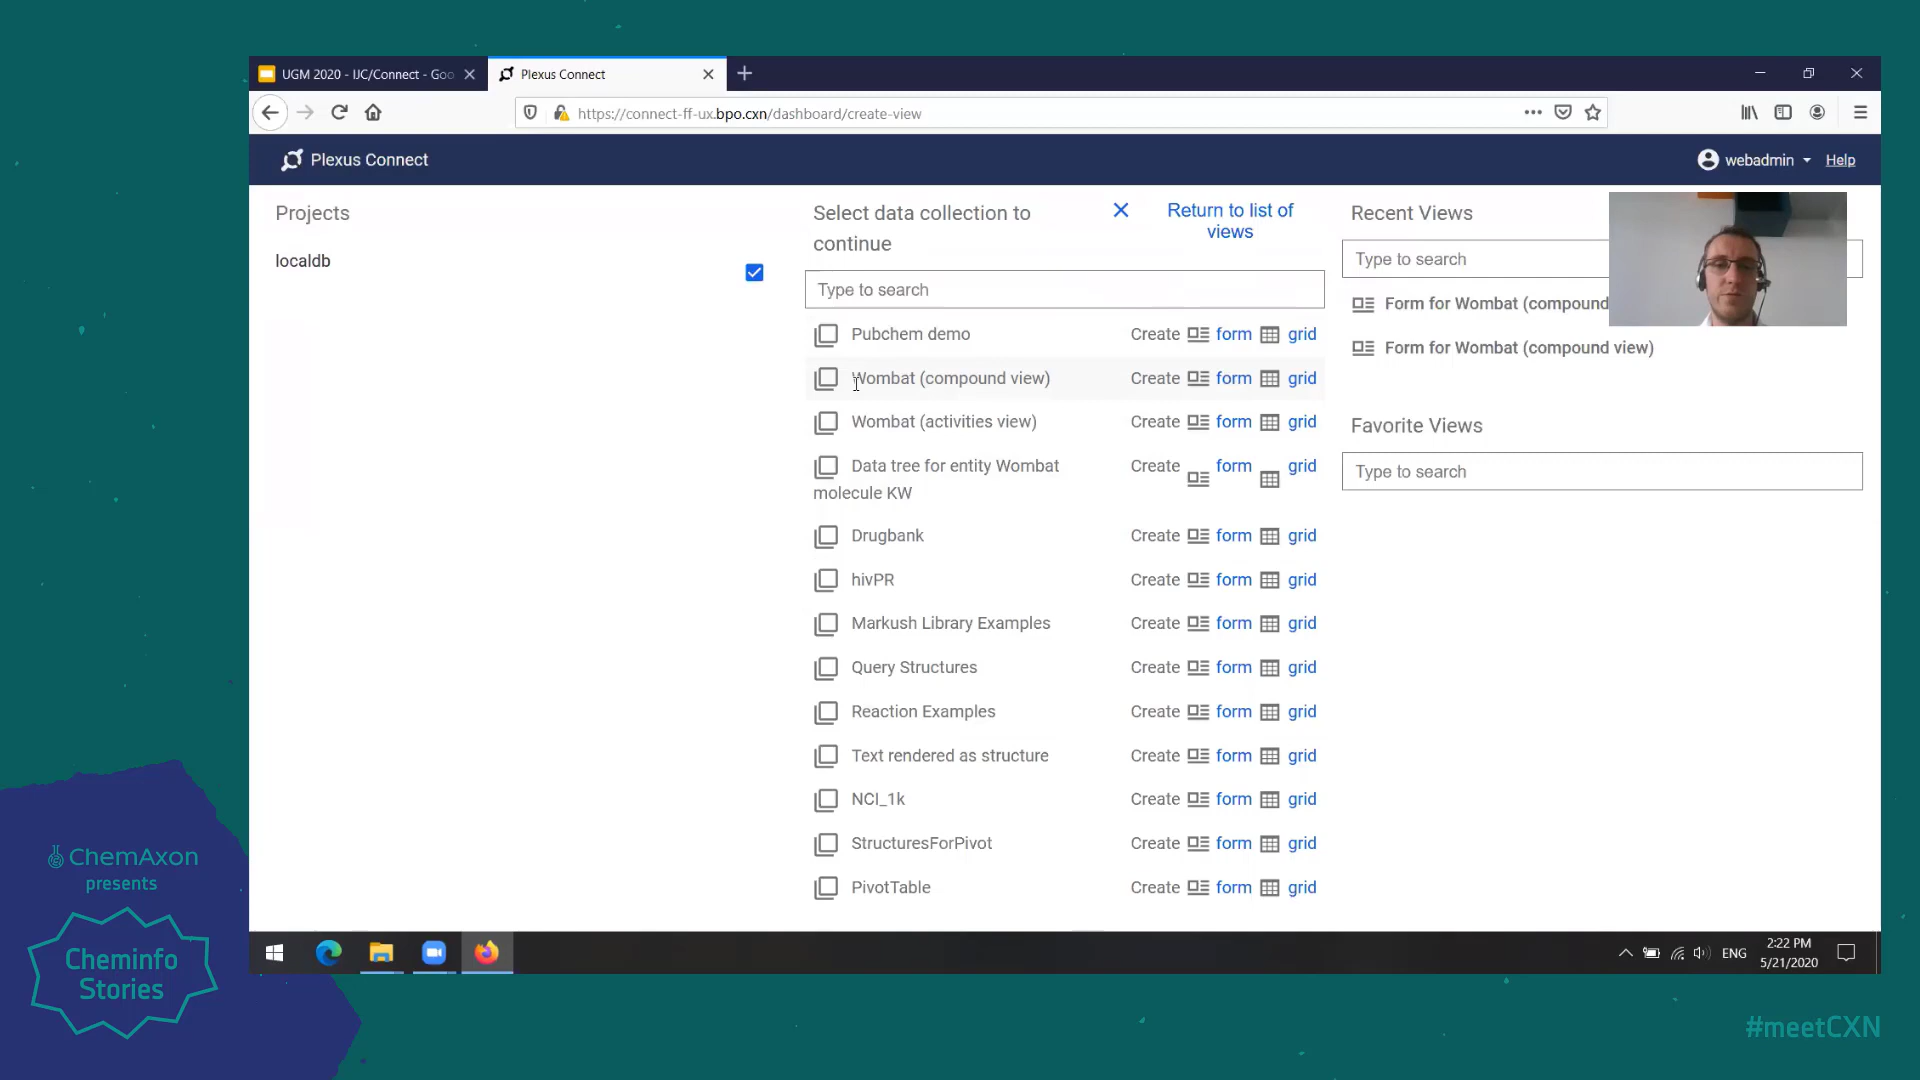 UGM 2020 - IJC/Connect - Goo
Plexus Connect
https://connect-ff-ux.bpo.cxn/dashboard/create-view
Plexus Connect
webadmin
Help
Projects
localdb
Select data collection to
continue
Return to list of
views
Type to search
Pubchem demo Create form grid
Wombat (compound view) Create form grid
Wombat (activities view) Create form grid
Data tree for entity Wombat Create form grid
molecule KW
Drugbank Create form grid
hivPR Create form grid
Markush Library Examples Create form grid
Query Structures Create form grid
Reaction Examples Create form grid
Text rendered as structure Create form grid
NCI_1k Create form grid
StructuresForPivot Create form grid
PivotTable Create form grid
Recent Views
Type to search
Form for Wombat (compound
Form for Wombat (compound view)
Favorite Views
Type to search
ENG
2:22 PM
5/21/2020
ChemAxon
presents
Cheminfo
Stories
#meetCXN